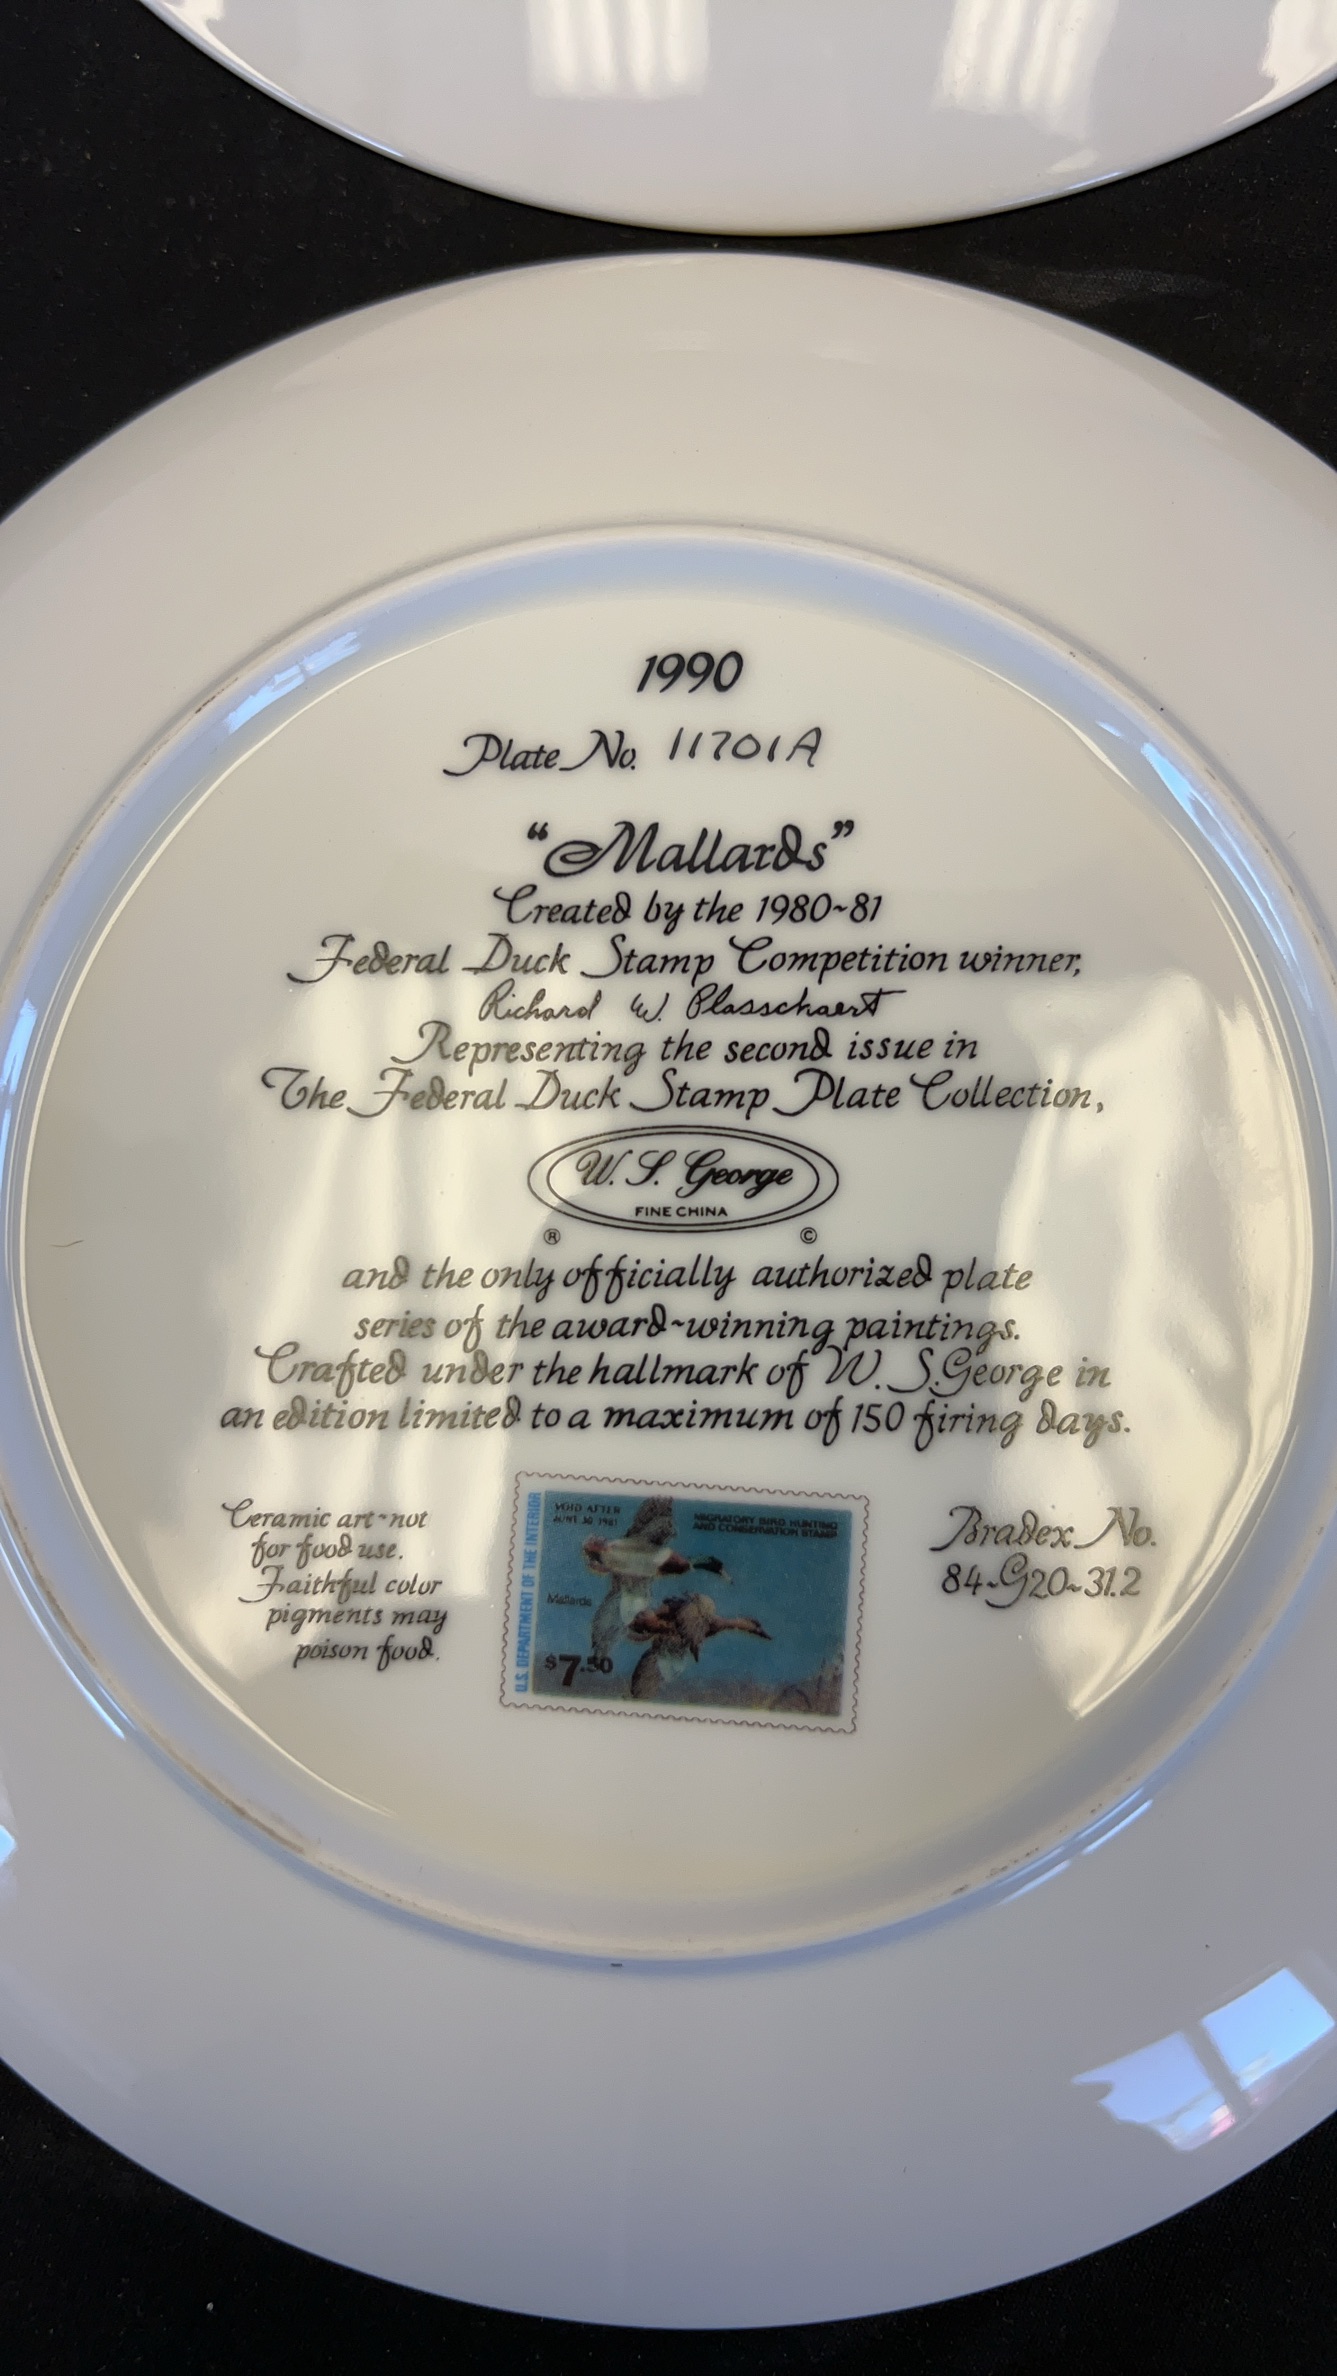 1990
Plate No. 11701A
“Mallards”
Created by the 1980~81
Federal Duck Stamp Competition winner,
Richard W. Plasschaert
Representing the second issue in
The Federal Duck Stamp Plate Collection,
W. S. George
FINE CHINA
® ©
and the only officially authorized plate
series of the award~winning paintings.
Crafted under the hallmark of W. S. George in
an edition limited to a maximum of 150 firing days.
Ceramic art~not
for food use.
Faithful color
pigments may
poison food.
U.S. DEPARTMENT OF THE INTERIOR
VOID AFTER
JUNE 30 1981
MIGRATORY BIRD HUNTING
AND CONSERVATION STAMP
Mallards
$7.50
Bradex No.
84~G20~31.2